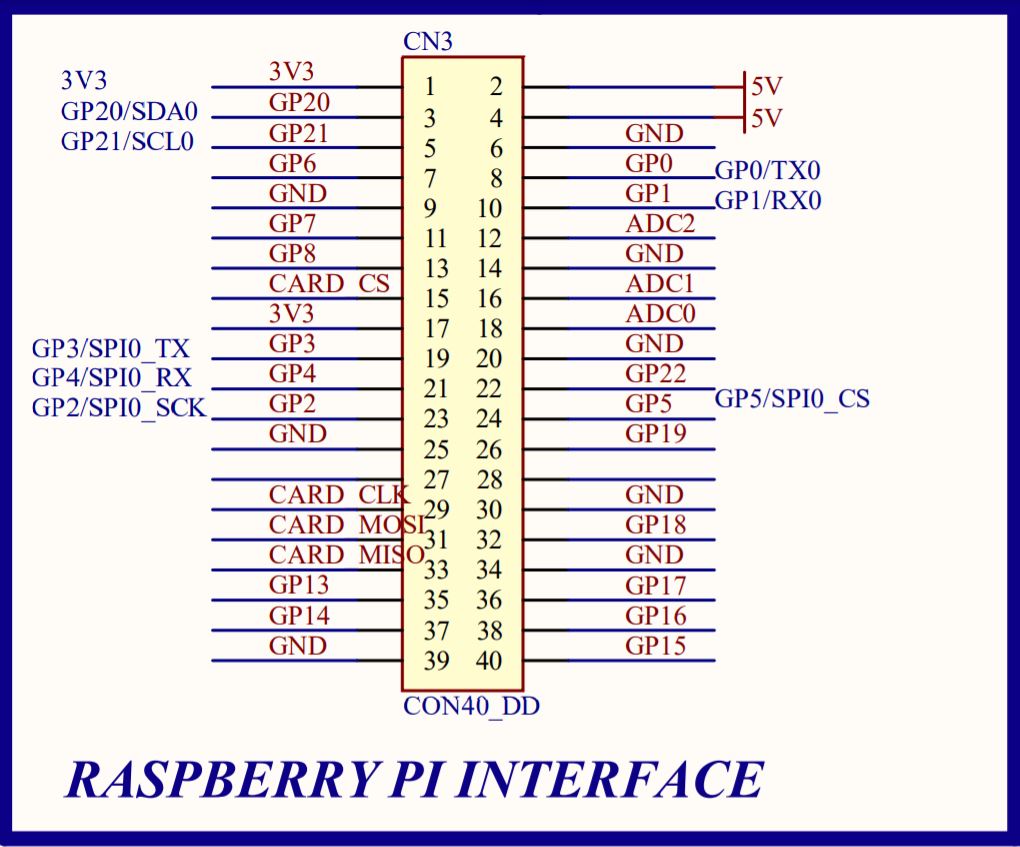 CN3
3V3 3V3 1 2 5V
GP20/SDA0 GP20 3 4 5V
GP21/SCL0 GP21 5 6 GND
GP6 7 8 GP0 GP0/TX0
GND 9 10 GP1 GP1/RX0
GP7 11 12 ADC2
GP8 13 14 GND
CARD_CS 15 16 ADC1
3V3 17 18 ADC0
GP3/SPI0_TX GP3 19 20 GND
GP4/SPI0_RX GP4 21 22 GP22
GP2/SPI0_SCK GP2 23 24 GP5 GP5/SPI0_CS
GND 25 26 GP19
27 28
CARD_CLK 29 30 GND
CARD_MOSI 31 32 GP18
CARD_MISO 33 34 GND
GP13 35 36 GP17
GP14 37 38 GP16
GND 39 40 GP15
CON40_DD
RASPBERRY PI INTERFACE